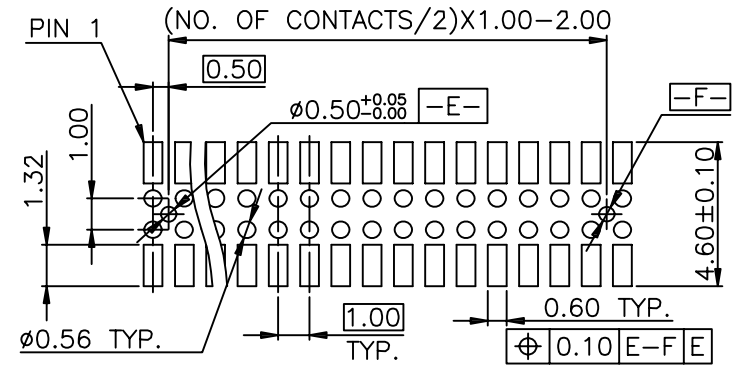 (NO. OF CONTACTS/2)X1.00-2.00
PIN 1
0.50
ø0.50+0.05 -0.00 -E-
-F-
1.00
1.32
4.60±0.10
ø0.56 TYP.
1.00
TYP.
0.60 TYP.
⌖ 0.10 E-F E